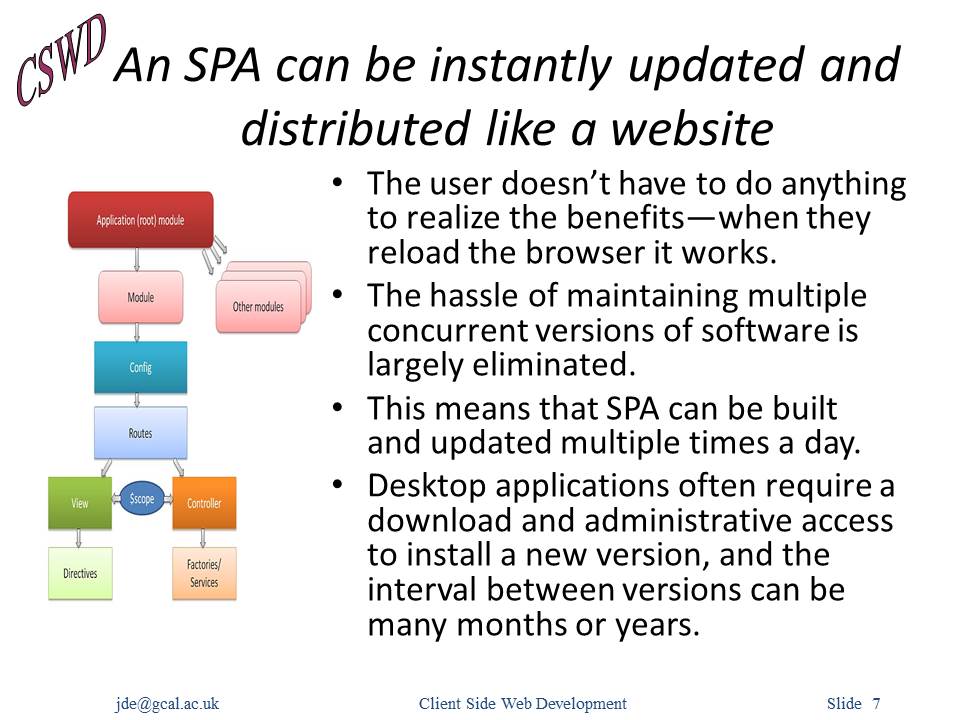 CSWD
An SPA can be instantly updated and
distributed like a website
Application (root) module
Module
Other modules
Config
Routes
View
$scope
Controller
Directives
Factories/
Services
• The user doesn’t have to do anything
to realize the benefits—when they
reload the browser it works.
• The hassle of maintaining multiple
concurrent versions of software is
largely eliminated.
• This means that SPA can be built
and updated multiple times a day.
• Desktop applications often require a
download and administrative access
to install a new version, and the
interval between versions can be
many months or years.
jde@gcal.ac.uk
Client Side Web Development
Slide 7